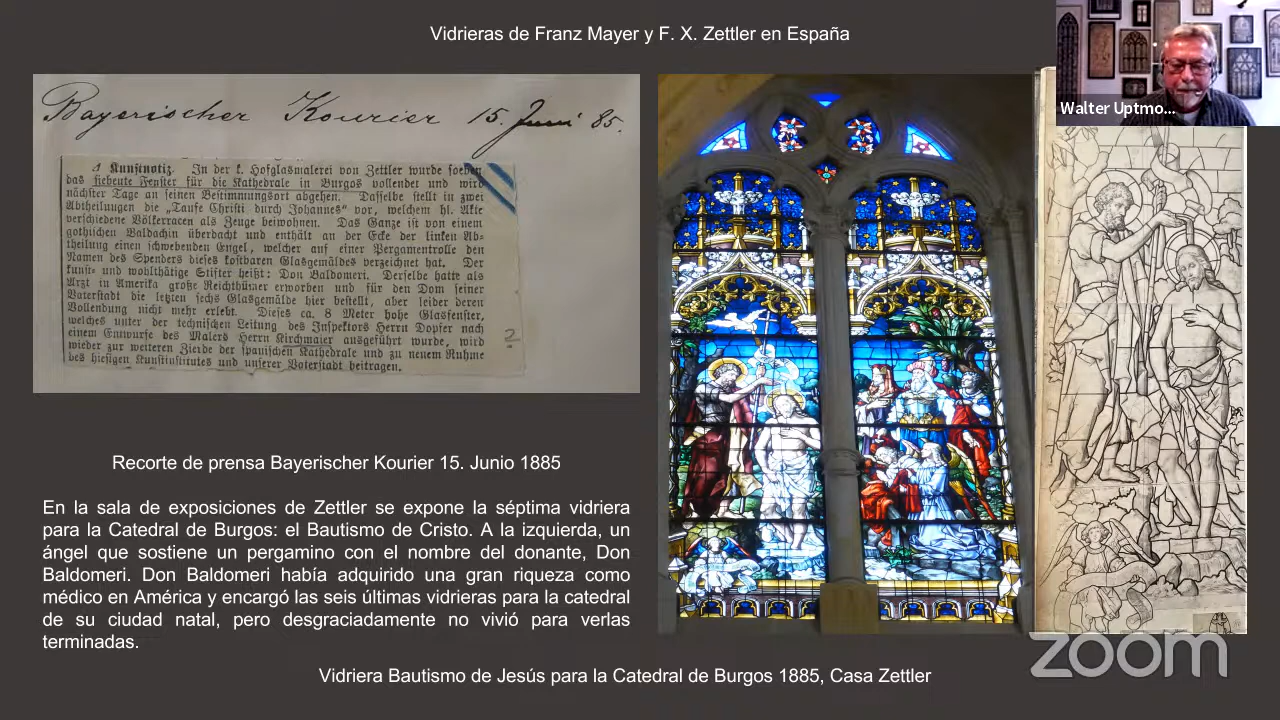 Vidrieras de Franz Mayer y F. X. Zettler en España
Walter Uptmo...
Bayerischer Kourier 15. Juni 85.
Kunstnotiz. In der k. Hofglasmalerei von Zettler wurde soeben
das siebente Fenster für die Kathedrale in Burgos vollendet und wird
nächster Tage an seinen Bestimmungsort abgehen. Dasselbe stellt in zwei
Abtheilungen die „Taufe Christi durch Johannes" vor, welchem hl. Akte
verschiedene Völkerracen als Zeuge beiwohnen. Das Ganze ist von einem
gothischen Baldachin überdacht und enthält an der Ecke der linken Ab-
theilung einen schwebenden Engel, welcher auf einer Pergamentrolle den
Namen des Spenders dieses kostbaren Glasgemäldes verzeichnet hat. Der
kunst- und wohlthätige Stifter heißt: Don Baldomeri. Derselbe hatte als
Arzt in Amerika große Reichthümer erworben und für den Dom seiner
Vaterstadt die letzten sechs Glasgemälde hier bestellt, aber leider deren
Vollendung nicht mehr erlebt. Dieses ca. 8 Meter hohe Glasfenster,
welches unter der technischen Leitung des Inspektors Herrn Dopfer nach
einem Entwurfe des Malers Herrn Kirchmaier ausgeführt wurde, wird
wieder zur weiteren Zierde der spanischen Kathedrale und zu neuem Ruhme
des hiesigen Kunstinstitutes und unserer Vaterstadt beitragen.
2
Recorte de prensa Bayerischer Kourier 15. Junio 1885
En la sala de exposiciones de Zettler se expone la séptima vidriera
para la Catedral de Burgos: el Bautismo de Cristo. A la izquierda, un
ángel que sostiene un pergamino con el nombre del donante, Don
Baldomeri. Don Baldomeri había adquirido una gran riqueza como
médico en América y encargó las seis últimas vidrieras para la catedral
de su ciudad natal, pero desgraciadamente no vivió para verlas
terminadas.
Vidriera Bautismo de Jesús para la Catedral de Burgos 1885, Casa Zettler
zoom